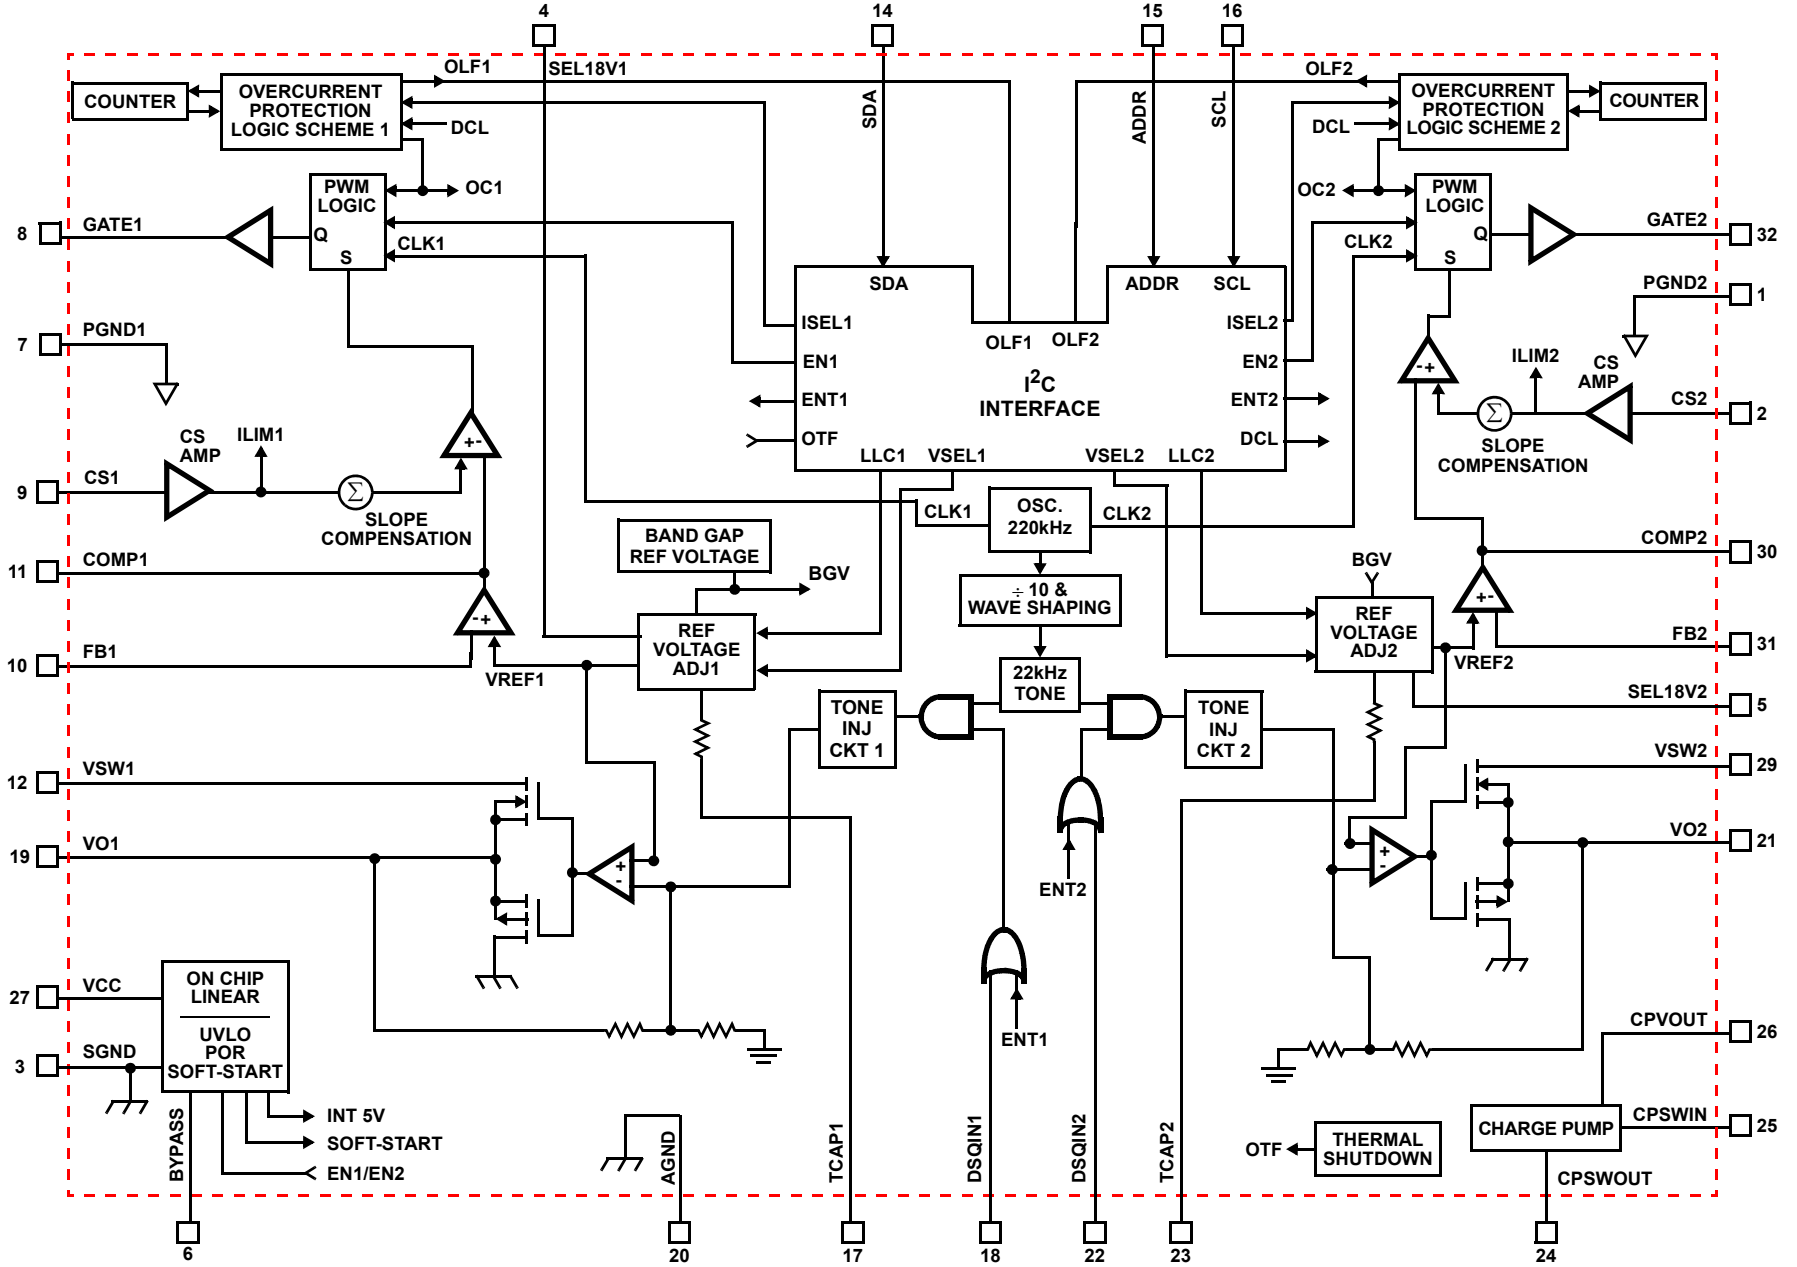 4
14
15
16
OLF1
SEL18V1
SDA
ADDR
SCL
OLF2
COUNTER
OVERCURRENT
PROTECTION
LOGIC SCHEME 1
DCL
DCL
OVERCURRENT
PROTECTION
LOGIC SCHEME 2
COUNTER
PWM
LOGIC
Q
S
OC1
CLK1
OC2
CLK2
PWM
LOGIC
Q
S
8
GATE1
GATE2
32
7
PGND1
PGND2
1
SDA
ADDR
SCL
ISEL1
OLF1
OLF2
ISEL2
EN1
EN2
I2C
INTERFACE
ENT1
ENT2
OTF
DCL
LLC1
VSEL1
VSEL2
LLC2
CS
AMP
ILIM1
9
CS1
Σ
SLOPE
COMPENSATION
+-
ILIM2
CS
AMP
-+
CS2
2
Σ
SLOPE
COMPENSATION
CLK1
OSC.
220kHz
CLK2
BAND GAP
REF VOLTAGE
BGV
BGV
11
COMP1
COMP2
30
÷ 10 &
WAVE SHAPING
REF
VOLTAGE
ADJ1
REF
VOLTAGE
ADJ2
-+
+-
10
FB1
VREF1
VREF2
FB2
31
22kHz
TONE
TONE
INJ
CKT 1
TONE
INJ
CKT 2
SEL18V2
5
12
VSW1
VSW2
29
19
VO1
VO2
21
+
-
+
-
ENT2
ENT1
27
VCC
ON CHIP
LINEAR
UVLO
POR
SOFT-START
3
SGND
CPVOUT
26
INT 5V
SOFT-START
EN1/EN2
BYPASS
AGND
TCAP1
DSQIN1
DSQIN2
TCAP2
OTF
THERMAL
SHUTDOWN
CHARGE PUMP
CPSWIN
25
CPSWOUT
6
20
17
18
22
23
24